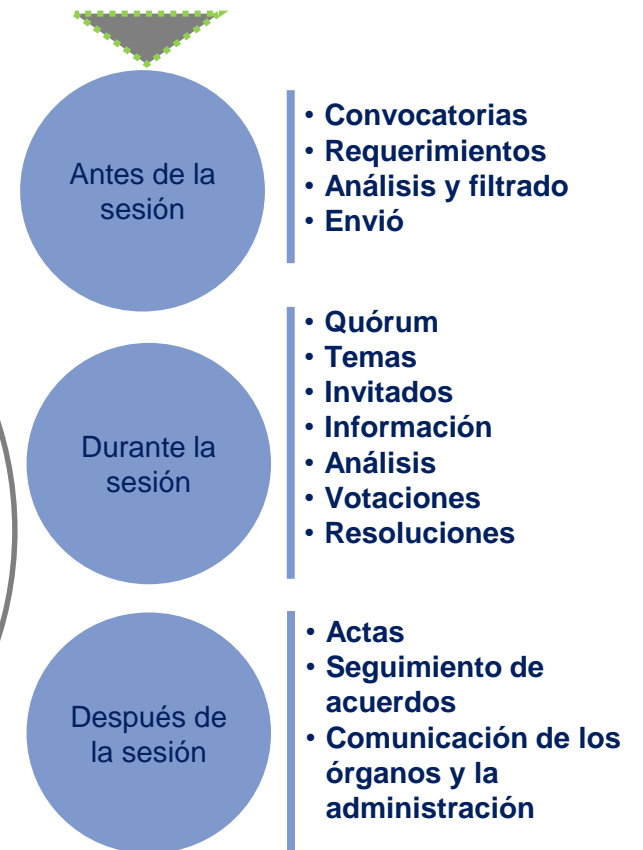 Antes de la
sesión
• Convocatorias
• Requerimientos
• Análisis y filtrado
• Envió
Durante la
sesión
• Quórum
• Temas
• Invitados
• Información
• Análisis
• Votaciones
• Resoluciones
Después de
la sesión
• Actas
• Seguimiento de
acuerdos
• Comunicación de los
órganos y la
administración